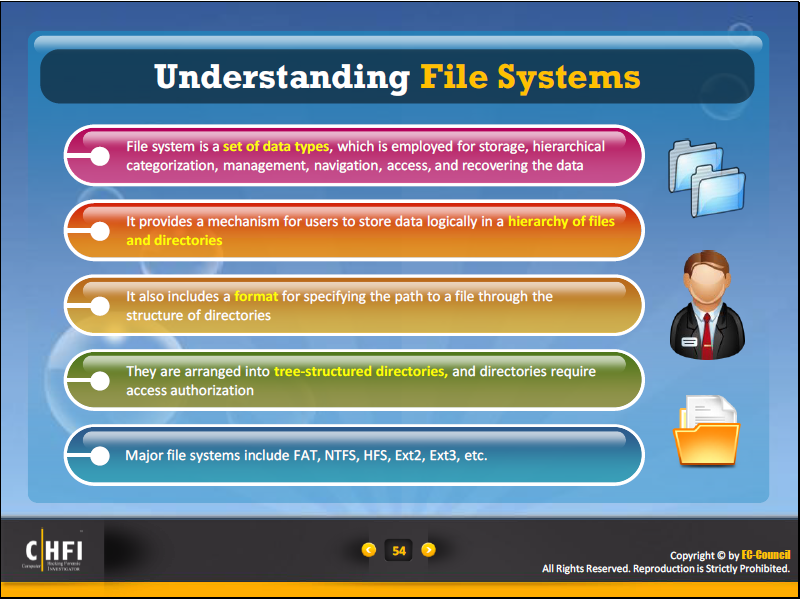 Understanding File Systems
File system is a set of data types, which is employed for storage, hierarchical
categorization, management, navigation, access, and recovering the data
It provides a mechanism for users to store data logically in a hierarchy of files
and directories
It also includes a format for specifying the path to a file through the
structure of directories
They are arranged into tree-structured directories, and directories require
access authorization
Major file systems include FAT, NTFS, HFS, Ext2, Ext3, etc.
CHFI
Computer Hacking Forensic
INVESTIGATOR
54
Copyright © by EC-Council
All Rights Reserved. Reproduction is Strictly Prohibited.